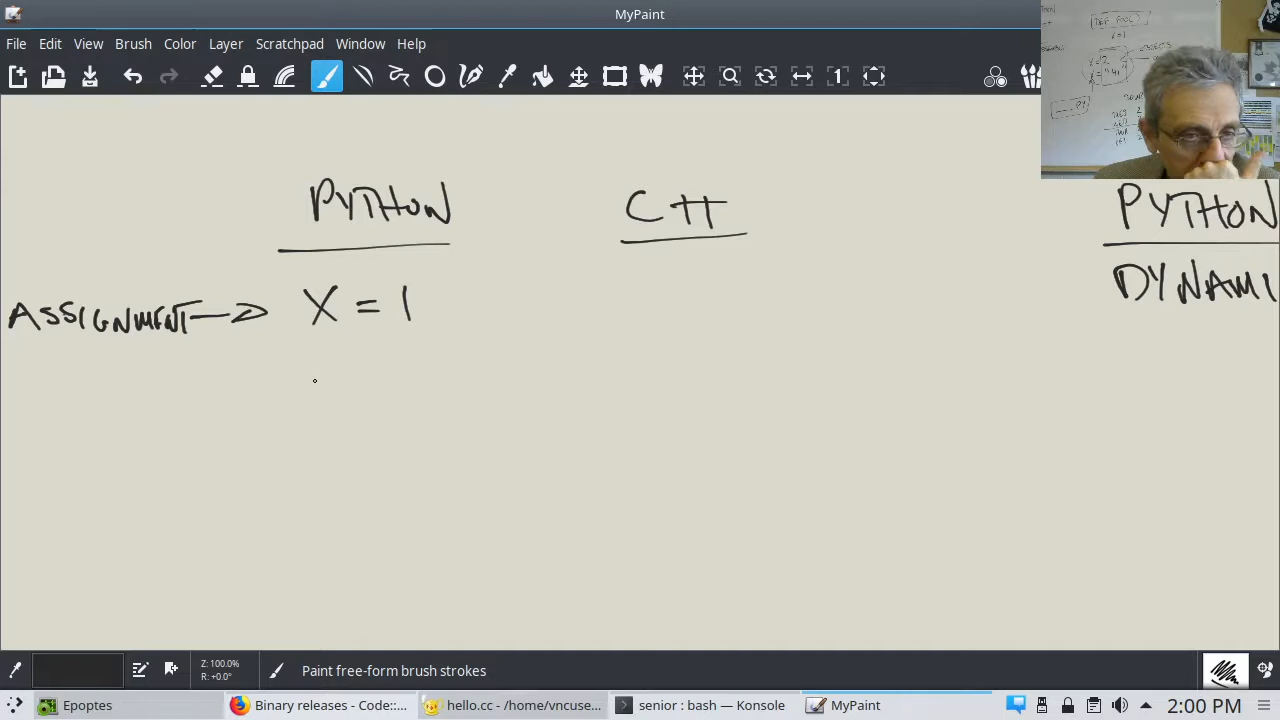 MyPaint
File Edit View Brush Color Layer Scratchpad Window Help
PYTHON C++ PYTHON
ASSIGNMENT X = 1 DYNAMI
Z: 100.0%
R: +0.0°
Paint free-form brush strokes
Epoptes Binary releases - Code::... hello.cc - /home/vncuse... senior : bash — Konsole MyPaint 2:00 PM